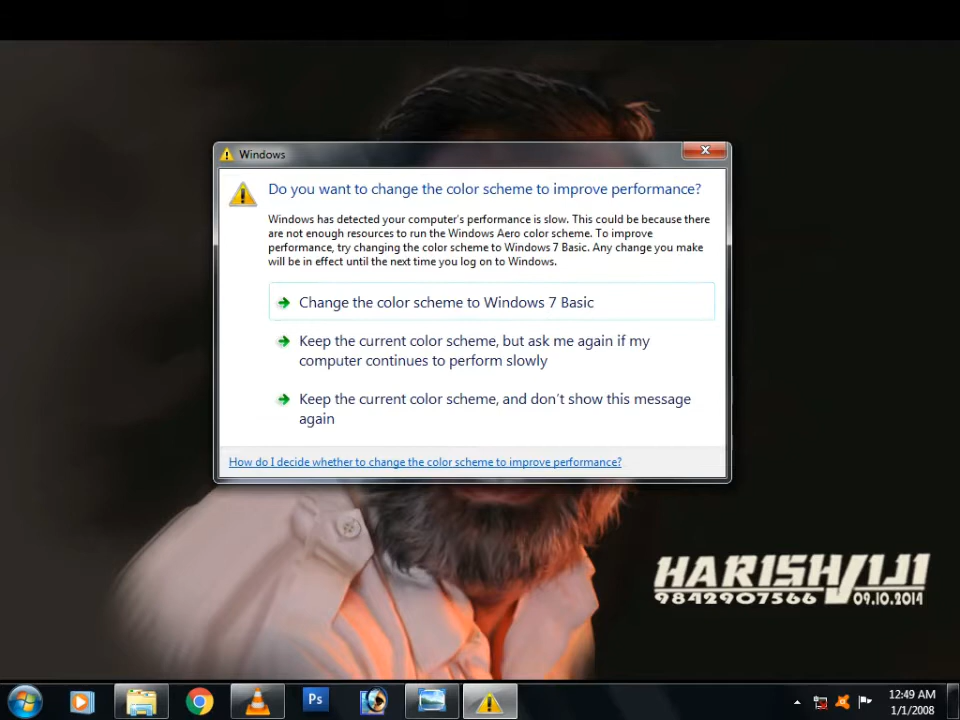 Windows
Do you want to change the color scheme to improve performance?
Windows has detected your computer's performance is slow. This could be because there
are not enough resources to run the Windows Aero color scheme. To improve
performance, try changing the color scheme to Windows 7 Basic. Any change you make
will be in effect until the next time you log on to Windows.
Change the color scheme to Windows 7 Basic
Keep the current color scheme, but ask me again if my
computer continues to perform slowly
Keep the current color scheme, and don't show this message
again
How do I decide whether to change the color scheme to improve performance?
HARISHJIJI
9842907566 09.10.2014
Ps
12:49 AM
1/1/2008